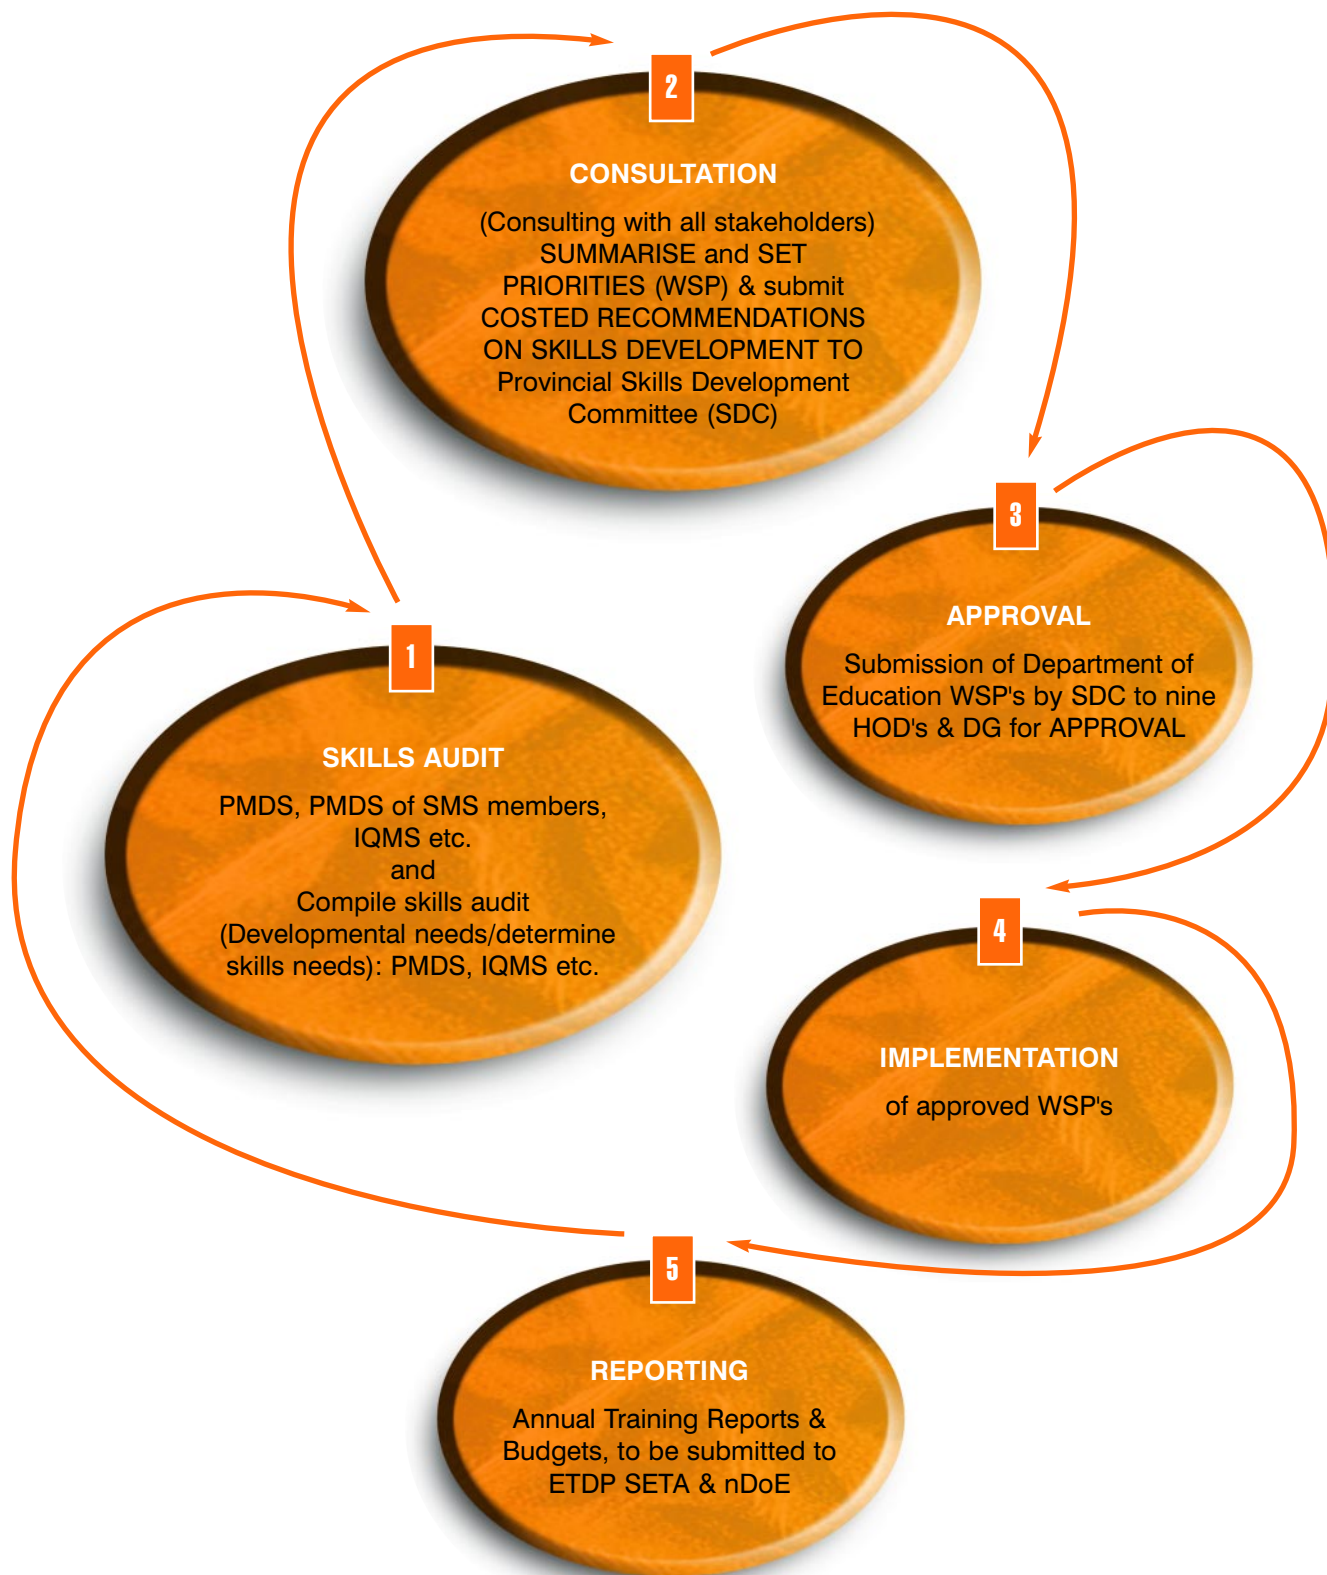 1
SKILLS AUDIT
PMDS, PMDS of SMS members,
IQMS etc.
and
Compile skills audit
(Developmental needs/determine
skills needs): PMDS, IQMS etc.
2
CONSULTATION
(Consulting with all stakeholders)
SUMMARISE and SET
PRIORITIES (WSP) & submit
COSTED RECOMMENDATIONS
ON SKILLS DEVELOPMENT TO
Provincial Skills Development
Committee (SDC)
3
APPROVAL
Submission of Department of
Education WSP's by SDC to nine
HOD's & DG for APPROVAL
4
IMPLEMENTATION
of approved WSP's
5
REPORTING
Annual Training Reports &
Budgets, to be submitted to
ETDP SETA & nDoE